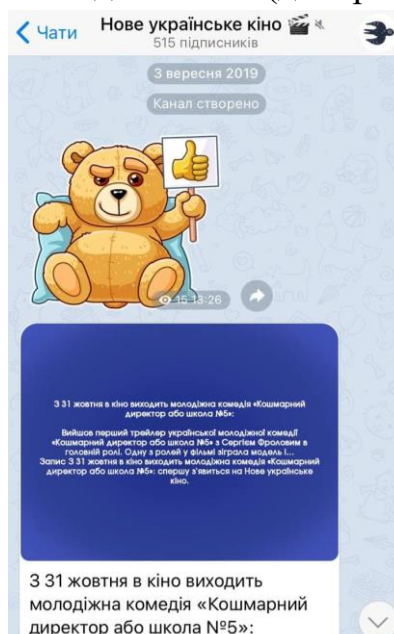 Чати
Нове українське кіно
515 підписників
3 вересня 2019
Канал створено
15 13:26
З 31 жовтня в кіно виходить молодіжна комедія «Кошмарний
директор або школа №5»:
Вийшов перший трейлер української молодіжної комедії
«Кошмарний директор або школа №5» з Сергієм Фроловим в
головній ролі. Одну з ролей у фільмі зіграла модель і...
Запис З 31 жовтня в кіно виходить молодіжна комедія «Кошмарний
директор або школа №5»: спершу з'явиться на Нове українське
кіно.
З 31 жовтня в кіно виходить
молодіжна комедія «Кошмарний
директор або школа №5»: